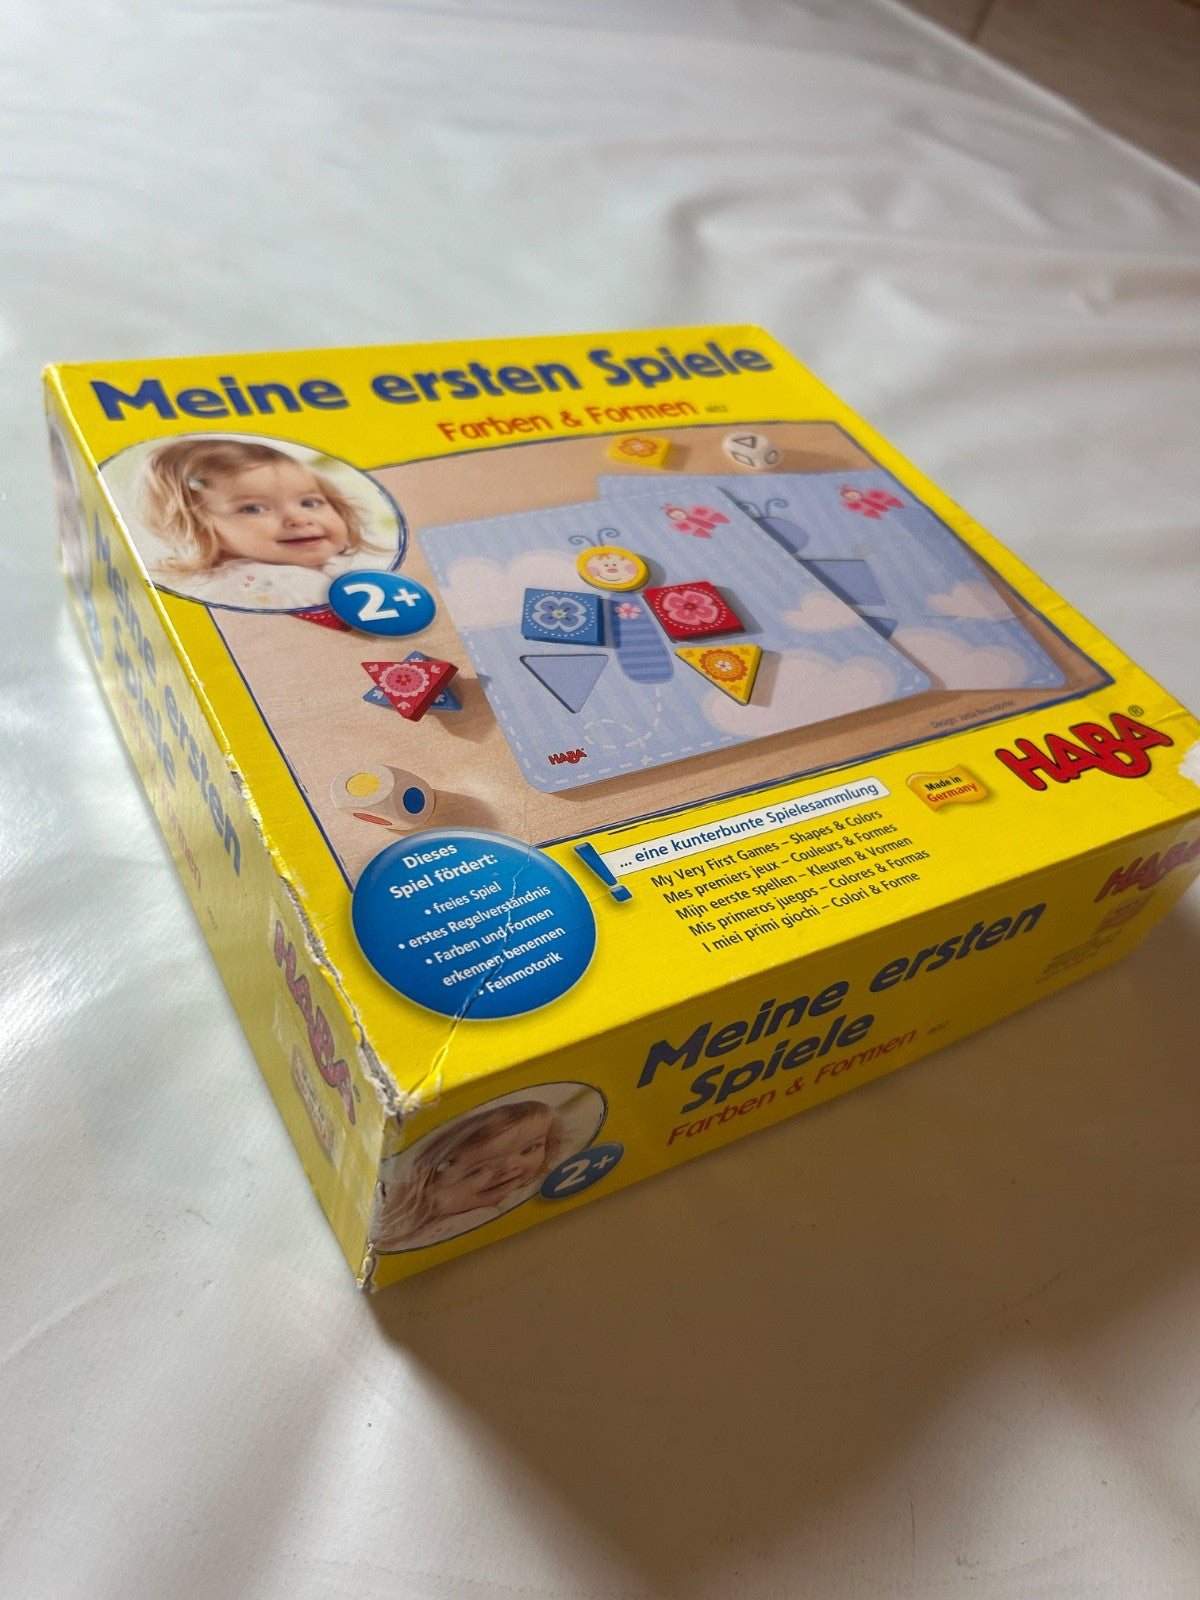 Meine ersten Spiele
Farben & Formen
2+
HABA
Design: Jutta Neundorfer
HABA®
Made in
Germany
... eine kunterbunte Spielesammlung
My Very First Games – Shapes & Colors
Mes premiers jeux – Couleurs & Formes
Mijn eerste spellen – Kleuren & Vormen
Mis primeros juegos – Colores & Formas
I miei primi giochi – Colori & Forme
Dieses
Spiel fördert:
• freies Spiel
• erstes Regelverständnis
• Farben und Formen
erkennen benennen
• Feinmotorik
Meine ersten
Spiele
HABA
Meine ersten
Spiele
Farben & Formen
2+
HABA